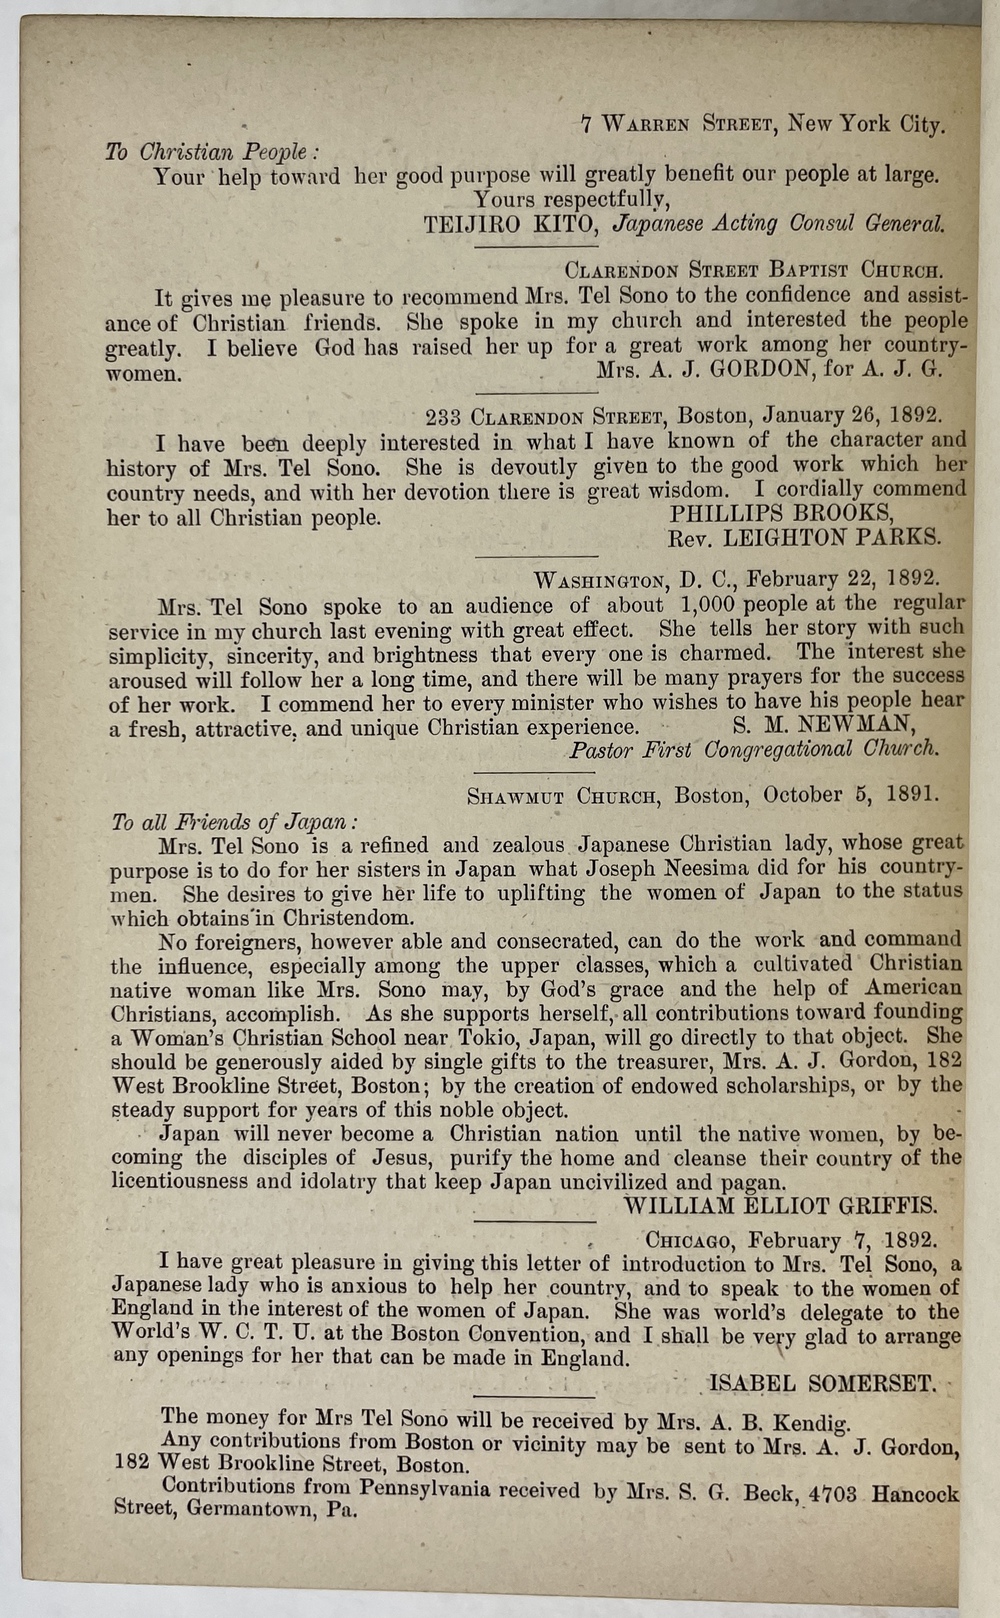 7 WARREN STREET, New York City.
To Christian People :
Your help toward her good purpose will greatly benefit our people at large.
Yours respectfully,
TEIJIRO KITO, Japanese Acting Consul General.
CLARENDON STREET BAPTIST CHURCH.
It gives me pleasure to recommend Mrs. Tel Sono to the confidence and assist-
ance of Christian friends. She spoke in my church and interested the people
greatly. I believe God has raised her up for a great work among her country-
women. Mrs. A. J. GORDON, for A. J. G.
233 CLARENDON STREET, Boston, January 26, 1892.
I have been deeply interested in what I have known of the character and
history of Mrs. Tel Sono. She is devoutly given to the good work which her
country needs, and with her devotion there is great wisdom. I cordially commend
her to all Christian people. PHILLIPS BROOKS,
Rev. LEIGHTON PARKS.
WASHINGTON, D. C., February 22, 1892.
Mrs. Tel Sono spoke to an audience of about 1,000 people at the regular
service in my church last evening with great effect. She tells her story with such
simplicity, sincerity, and brightness that every one is charmed. The interest she
aroused will follow her a long time, and there will be many prayers for the success
of her work. I commend her to every minister who wishes to have his people hear
a fresh, attractive, and unique Christian experience. S. M. NEWMAN,
Pastor First Congregational Church.
SHAWMUT CHURCH, Boston, October 5, 1891.
To all Friends of Japan :
Mrs. Tel Sono is a refined and zealous Japanese Christian lady, whose great
purpose is to do for her sisters in Japan what Joseph Neesima did for his country-
men. She desires to give her life to uplifting the women of Japan to the status
which obtains in Christendom.
No foreigners, however able and consecrated, can do the work and command
the influence, especially among the upper classes, which a cultivated Christian
native woman like Mrs. Sono may, by God's grace and the help of American
Christians, accomplish. As she supports herself, all contributions toward founding
a Woman's Christian School near Tokio, Japan, will go directly to that object. She
should be generously aided by single gifts to the treasurer, Mrs. A. J. Gordon, 182
West Brookline Street, Boston; by the creation of endowed scholarships, or by the
steady support for years of this noble object.
Japan will never become a Christian nation until the native women, by be-
coming the disciples of Jesus, purify the home and cleanse their country of the
licentiousness and idolatry that keep Japan uncivilized and pagan.
WILLIAM ELLIOT GRIFFIS.
CHICAGO, February 7, 1892.
I have great pleasure in giving this letter of introduction to Mrs. Tel Sono, a
Japanese lady who is anxious to help her country, and to speak to the women of
England in the interest of the women of Japan. She was world's delegate to the
World's W. C. T. U. at the Boston Convention, and I shall be very glad to arrange
any openings for her that can be made in England.
ISABEL SOMERSET.
The money for Mrs Tel Sono will be received by Mrs. A. B. Kendig.
Any contributions from Boston or vicinity may be sent to Mrs. A. J. Gordon,
182 West Brookline Street, Boston.
Contributions from Pennsylvania received by Mrs. S. G. Beck, 4703 Hancock
Street, Germantown, Pa.